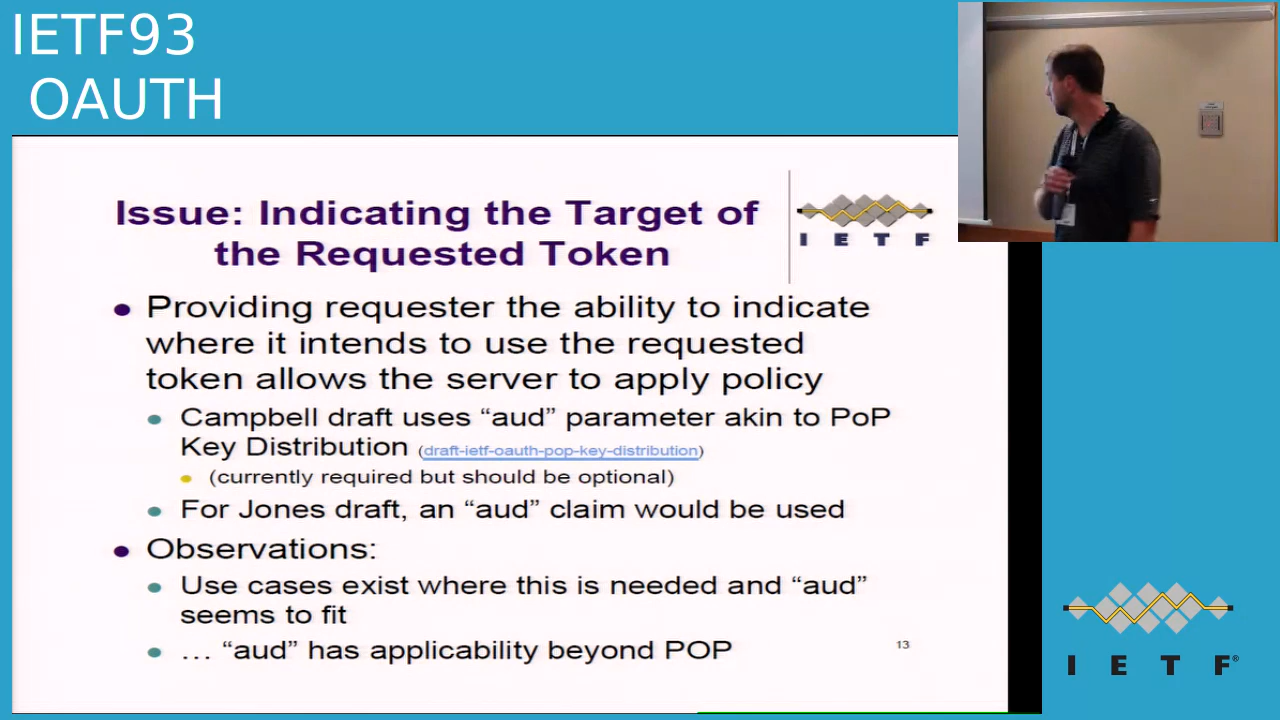 IETF93
OAUTH
Issue: Indicating the Target of
the Requested Token
I E T F
Providing requester the ability to indicate
where it intends to use the requested
token allows the server to apply policy
Campbell draft uses “aud” parameter akin to PoP
Key Distribution (draft-ietf-oauth-pop-key-distribution)
(currently required but should be optional)
For Jones draft, an “aud” claim would be used
Observations:
Use cases exist where this is needed and “aud”
seems to fit
… “aud” has applicability beyond POP
13
I E T F®